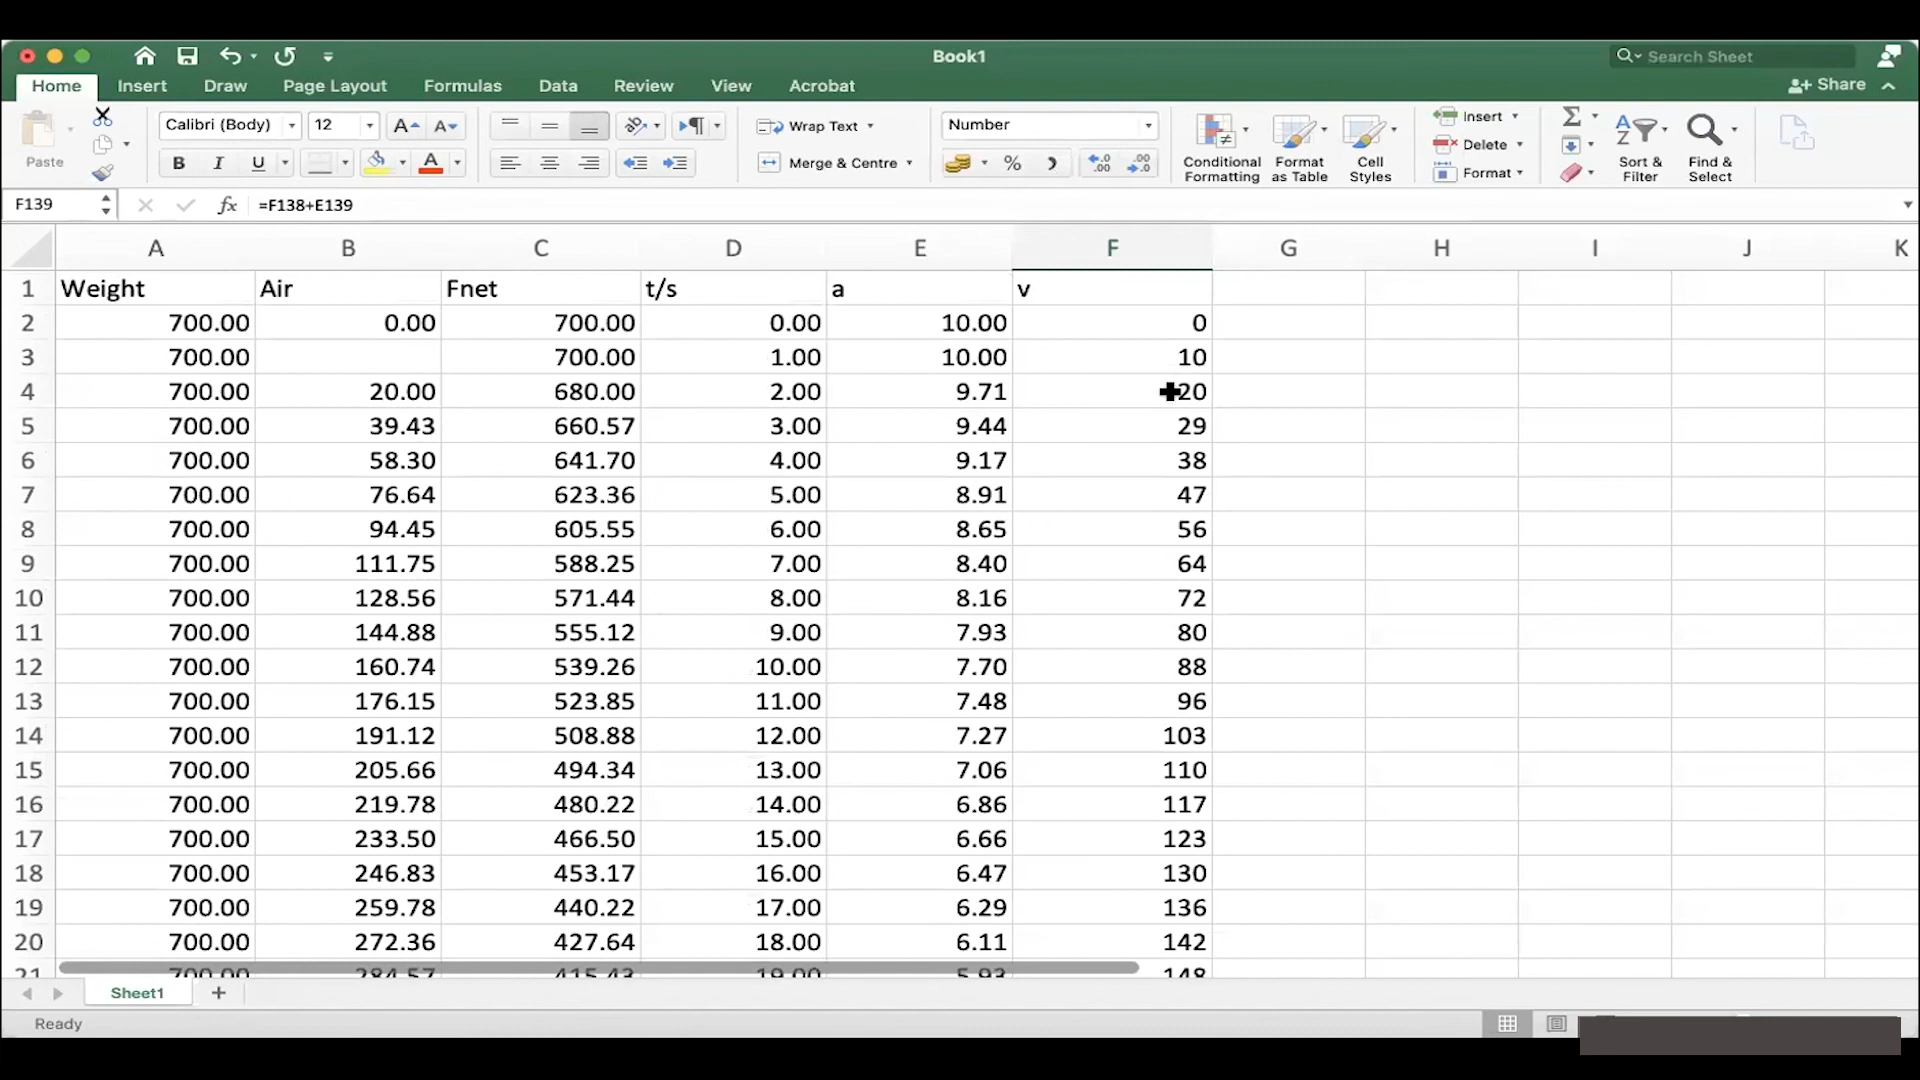 Book1
Search Sheet
Home Insert Draw Page Layout Formulas Data Review View Acrobat Share
Paste
Calibri (Body) 12
Wrap Text
Merge & Centre
Number
Conditional Formatting
Format as Table
Cell Styles
Insert
Delete
Format
Sort & Filter
Find & Select
F139 fx =F138+E139
A B C D E F G H I J K
1 Weight Air Fnet t/s a v
2 700.00 0.00 700.00 0.00 10.00 0
3 700.00 700.00 1.00 10.00 10
4 700.00 20.00 680.00 2.00 9.71 20
5 700.00 39.43 660.57 3.00 9.44 29
6 700.00 58.30 641.70 4.00 9.17 38
7 700.00 76.64 623.36 5.00 8.91 47
8 700.00 94.45 605.55 6.00 8.65 56
9 700.00 111.75 588.25 7.00 8.40 64
10 700.00 128.56 571.44 8.00 8.16 72
11 700.00 144.88 555.12 9.00 7.93 80
12 700.00 160.74 539.26 10.00 7.70 88
13 700.00 176.15 523.85 11.00 7.48 96
14 700.00 191.12 508.88 12.00 7.27 103
15 700.00 205.66 494.34 13.00 7.06 110
16 700.00 219.78 480.22 14.00 6.86 117
17 700.00 233.50 466.50 15.00 6.66 123
18 700.00 246.83 453.17 16.00 6.47 130
19 700.00 259.78 440.22 17.00 6.29 136
20 700.00 272.36 427.64 18.00 6.11 142
21 700.00 284.57 415.43 19.00 5.93 148
Sheet1
Ready